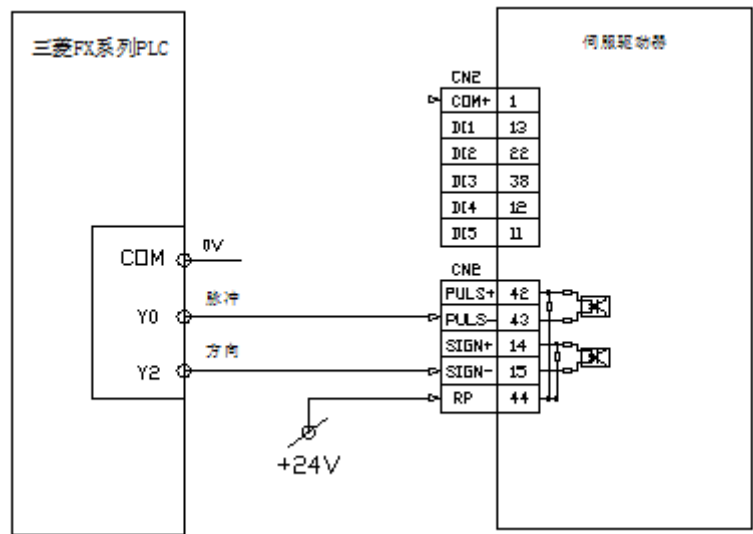 三菱FX系列PLC
伺服驱动器
CN2
COM+ 1
DI1 13
DI2 22
DI3 38
DI4 12
DI5 11
COM 0V
CN2
PULS+ 42
Y0 脉冲 PULS- 43
SIGN+ 14
Y2 方向 SIGN- 15
RP 44
+24V